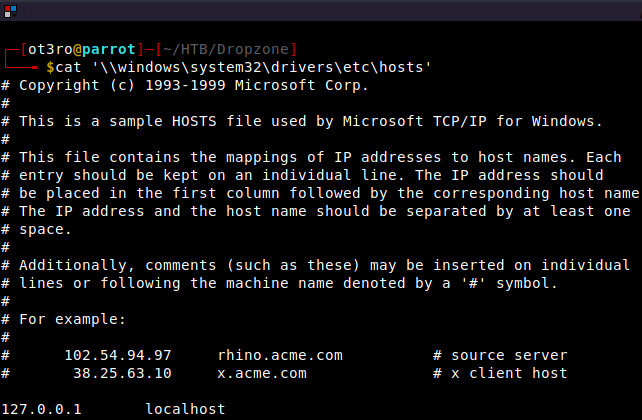 ┌─[ot3ro@parrot]─[~/HTB/Dropzone]
└──╼ $cat '\\windows\system32\drivers\etc\hosts'
# Copyright (c) 1993-1999 Microsoft Corp.
#
# This is a sample HOSTS file used by Microsoft TCP/IP for Windows.
#
# This file contains the mappings of IP addresses to host names. Each
# entry should be kept on an individual line. The IP address should
# be placed in the first column followed by the corresponding host name
# The IP address and the host name should be separated by at least one
# space.
#
# Additionally, comments (such as these) may be inserted on individual
# lines or following the machine name denoted by a '#' symbol.
#
# For example:
#
#      102.54.94.97     rhino.acme.com          # source server
#       38.25.63.10     x.acme.com              # x client host

127.0.0.1       localhost